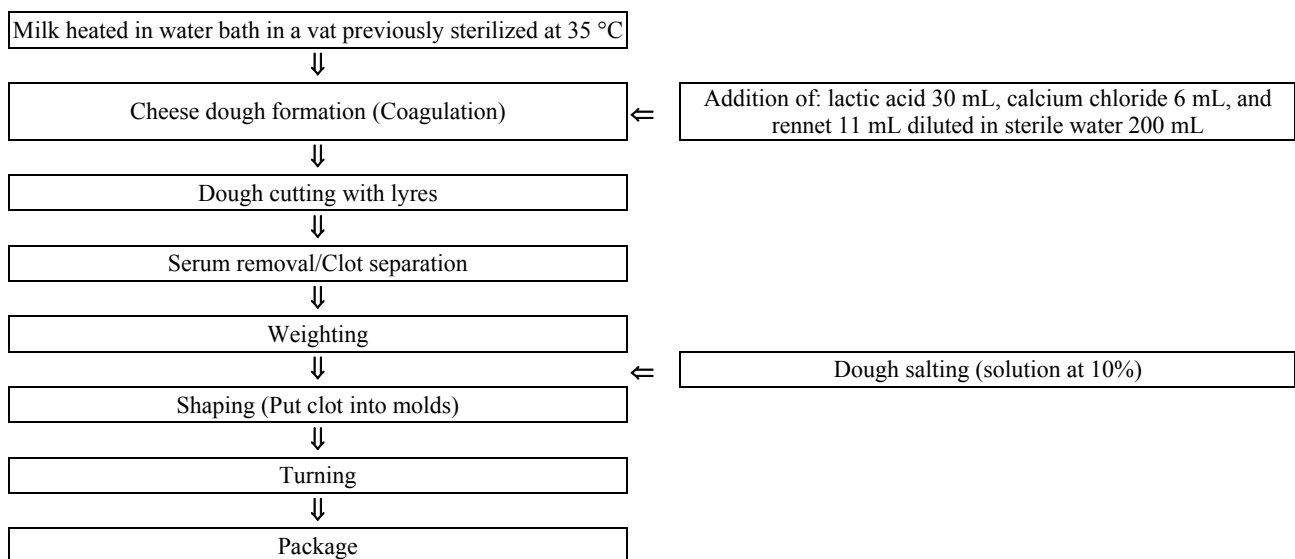 Milk heated in water bath in a vat previously sterilized at 35 °C
⇓
Cheese dough formation (Coagulation)
⇐
Addition of: lactic acid 30 mL, calcium chloride 6 mL, and
rennet 11 mL diluted in sterile water 200 mL
⇓
Dough cutting with lyres
⇓
Serum removal/Clot separation
⇓
Weighting
⇓
⇐
Dough salting (solution at 10%)
Shaping (Put clot into molds)
⇓
Turning
⇓
Package